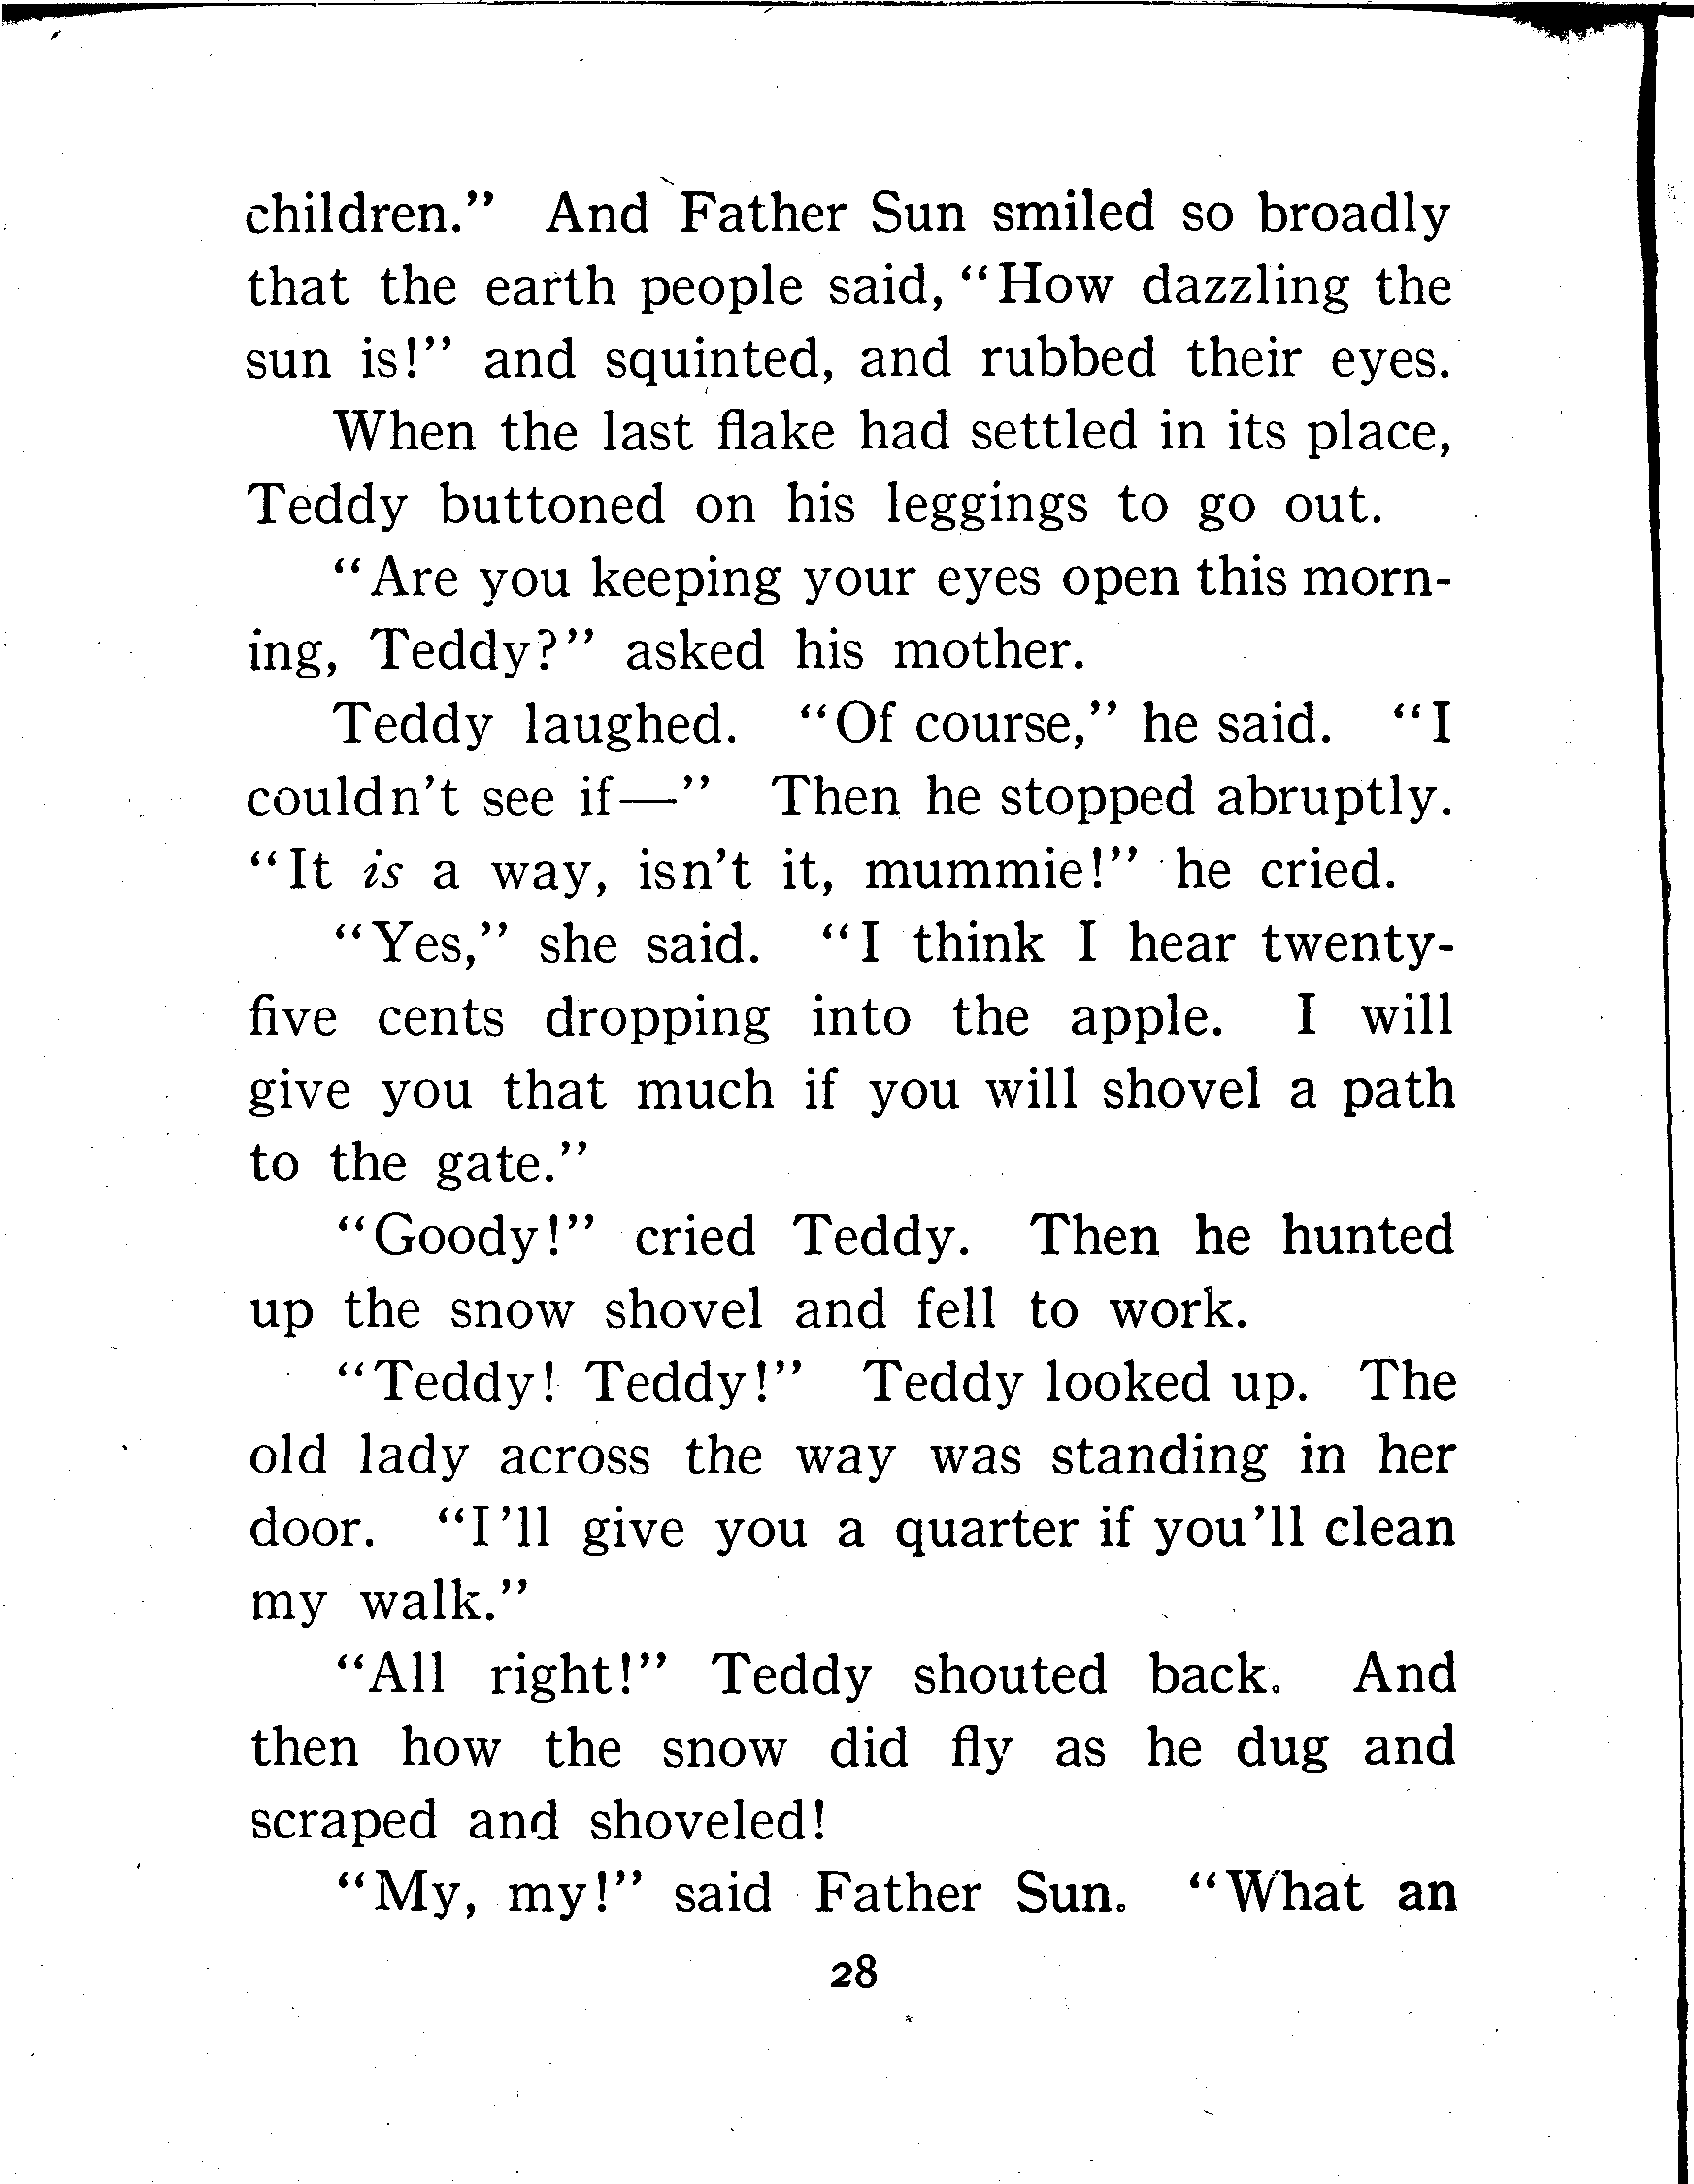 children.” And Father Sun smiled so broadly
that the earth people said, “How dazzling the
sun is!” and squinted, and rubbed their eyes.
When the last flake had settled in its place,
Teddy buttoned on his leggings to go out.
“Are you keeping your eyes open this morn-
ing, Teddy?” asked his mother.
Teddy laughed. “Of course,” he said. “I
couldn’t see if—” Then he stopped abruptly.
“It is a way, isn’t it, mummie!” he cried.
“Yes,” she said. “I think I hear twenty-
five cents dropping into the apple. I will
give you that much if you will shovel a path
to the gate.”
“Goody!” cried Teddy. Then he hunted
up the snow shovel and fell to work.
“Teddy! Teddy!” Teddy looked up. The
old lady across the way was standing in her
door. “I’ll give you a quarter if you’ll clean
my walk.”
“All right!” Teddy shouted back. And
then how the snow did fly as he dug and
scraped and shoveled!
“My, my!” said Father Sun. “What an
28